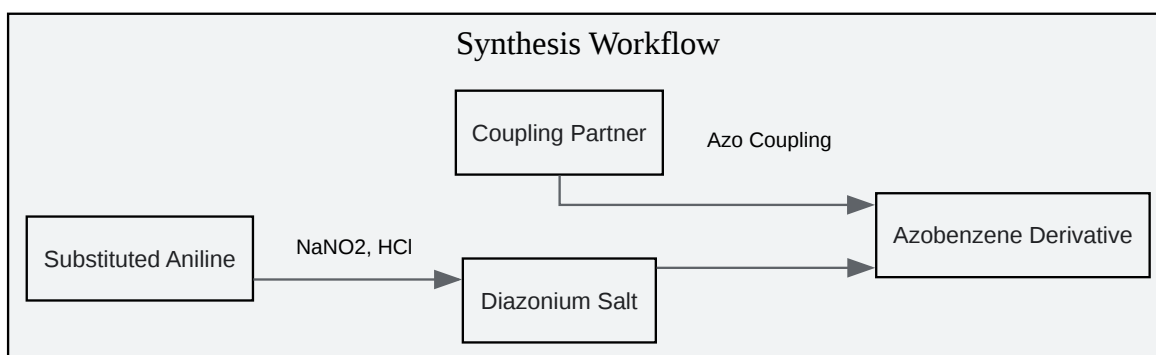 Synthesis Workflow
Coupling Partner
Azo Coupling
Azobenzene Derivative
Substituted Aniline
NaNO2, HCl
Diazonium Salt